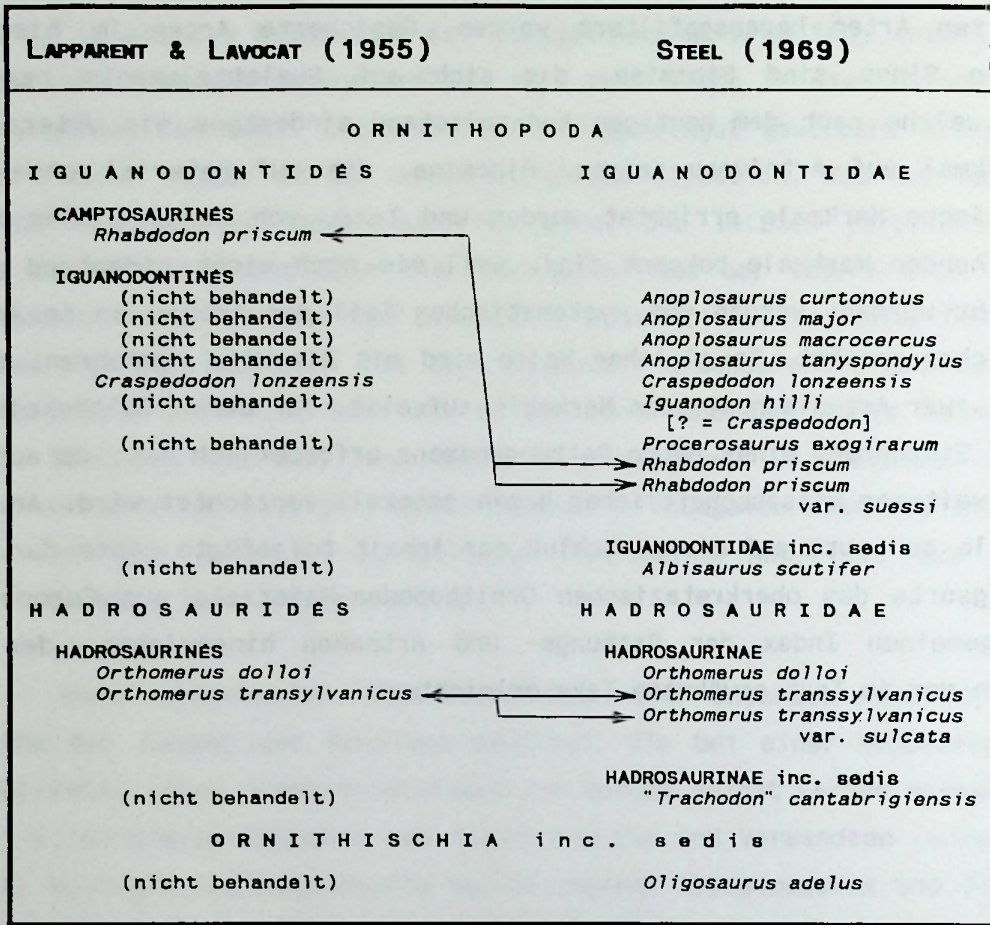 LAPPARENT & LAVOCAT (1955) STEEL (1969)
ORNITHOPODA
IGUANODONTIDÉS IGUANODONTIDAE
CAMPTOSAURINÉS
Rhabdodon priscum
IGUANODONTINÉS
(nicht behandelt) Anoplosaurus curtonotus
(nicht behandelt) Anoplosaurus major
(nicht behandelt) Anoplosaurus macrocercus
(nicht behandelt) Anoplosaurus tanyspondylus
Craspedodon lonzeensis Craspedodon lonzeensis
(nicht behandelt) Iguanodon hilli
[? = Craspedodon]
(nicht behandelt) Procerosaurus exogirarum
Rhabdodon priscum
Rhabdodon priscum
var. suessi
IGUANODONTIDAE inc. sedis
(nicht behandelt) Albisaurus scutifer
HADROSAURIDÉS HADROSAURIDAE
HADROSAURINÉS HADROSAURINAE
Orthomerus dolloi Orthomerus dolloi
Orthomerus transylvanicus Orthomerus transsylvanicus
Orthomerus transsylvanicus
var. sulcata
HADROSAURINAE inc. sedis
(nicht behandelt) "Trachodon" cantabrigiensis
ORNITHISCHIA inc. sedis
(nicht behandelt) Oligosaurus adelus